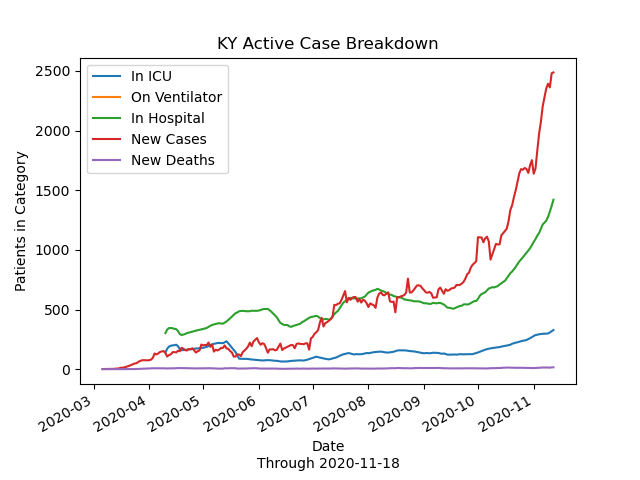 KY Active Case Breakdown
In ICU
On Ventilator
In Hospital
New Cases
New Deaths
Patients in Category
2500
2000
1500
1000
500
0
2020-03
2020-04
2020-05
2020-06
2020-07
2020-08
2020-09
2020-10
2020-11
Date
Through 2020-11-18